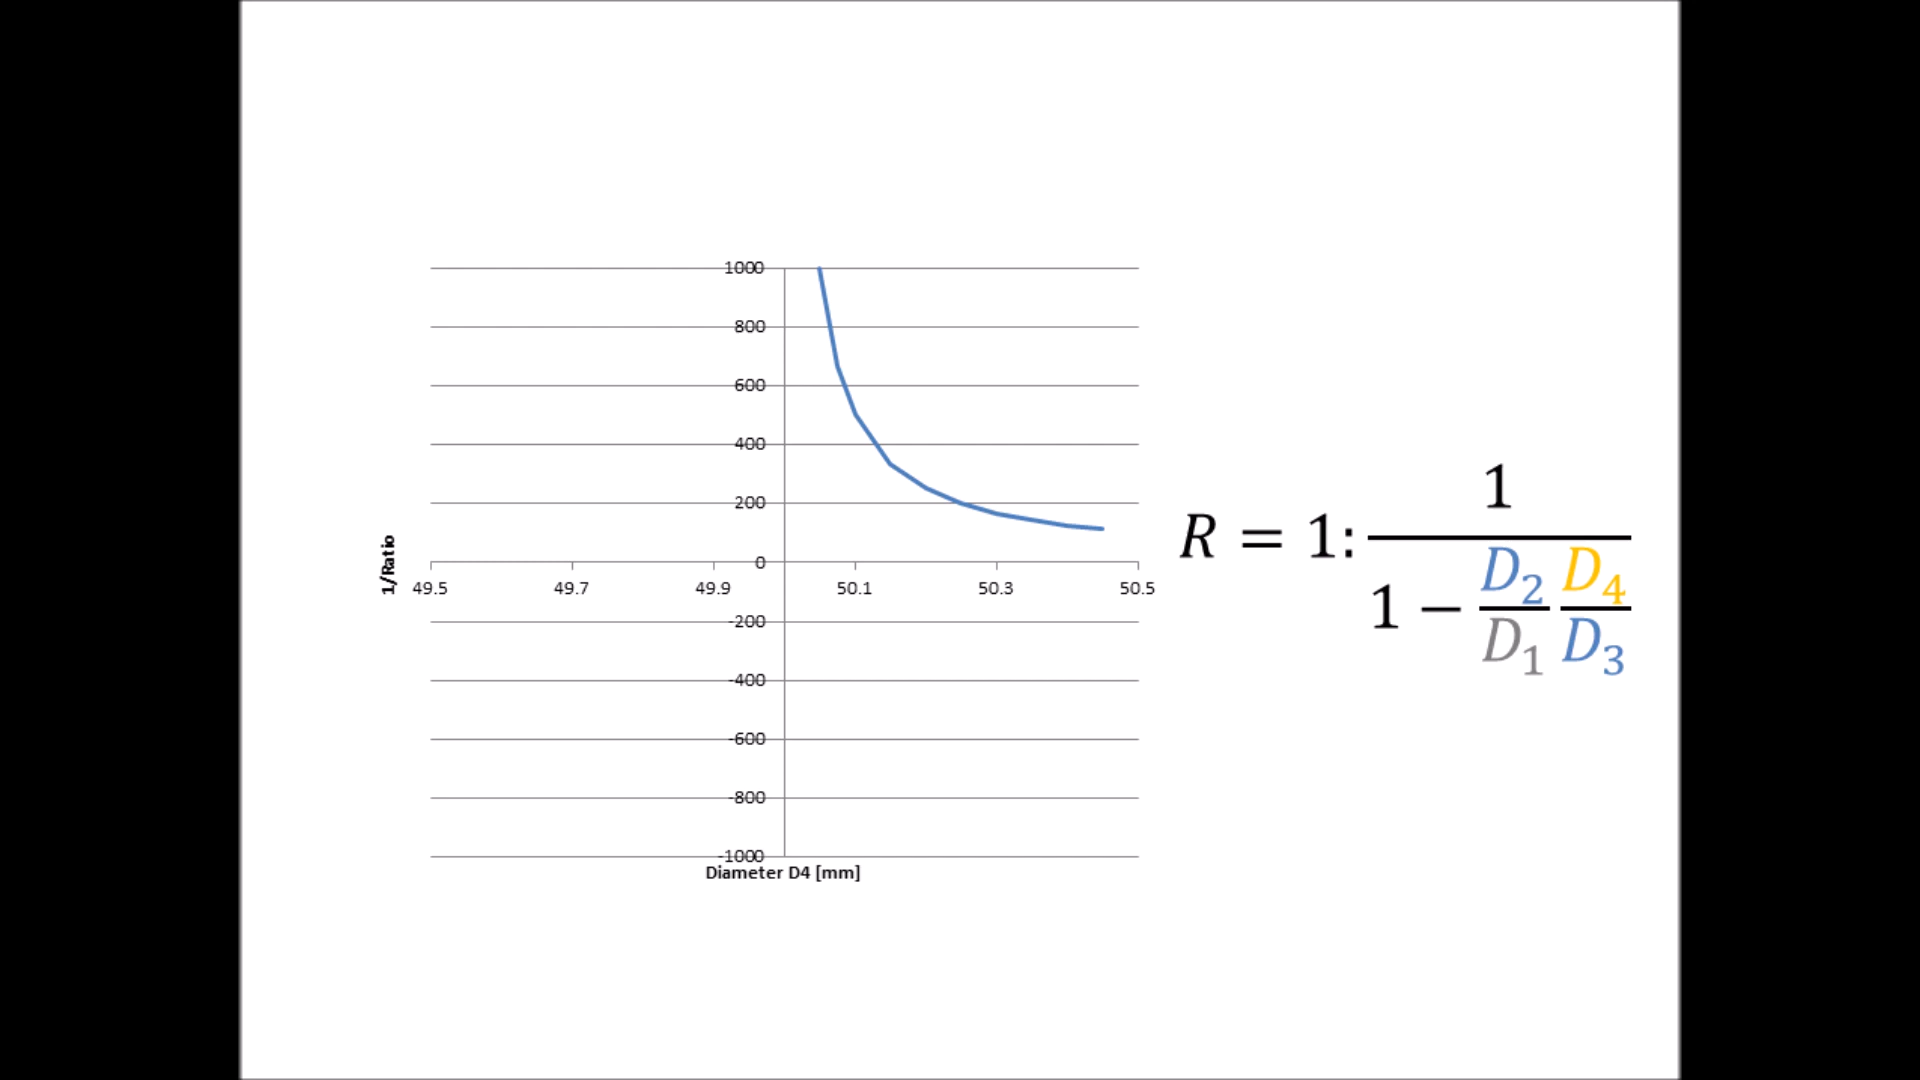 1000
800
600
400
200
0
1/Ratio
49.5 49.7 49.9 50.1 50.3 50.5
-200
-400
-600
-800
-1000
Diameter D4 [mm]
R = 1: 1 / (1 − D₂/D₁ D₄/D₃)